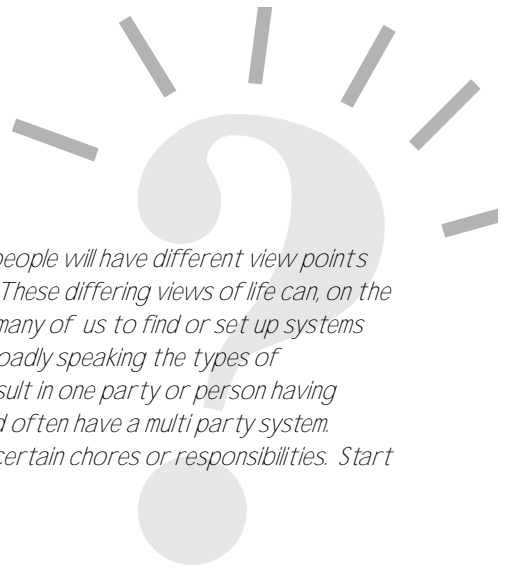 people will have different view points
These differing views of life can, on the
many of us to find or set up systems
oadly speaking the types of
sult in one party or person having
d often have a multi party system.
certain chores or responsibilities. Start